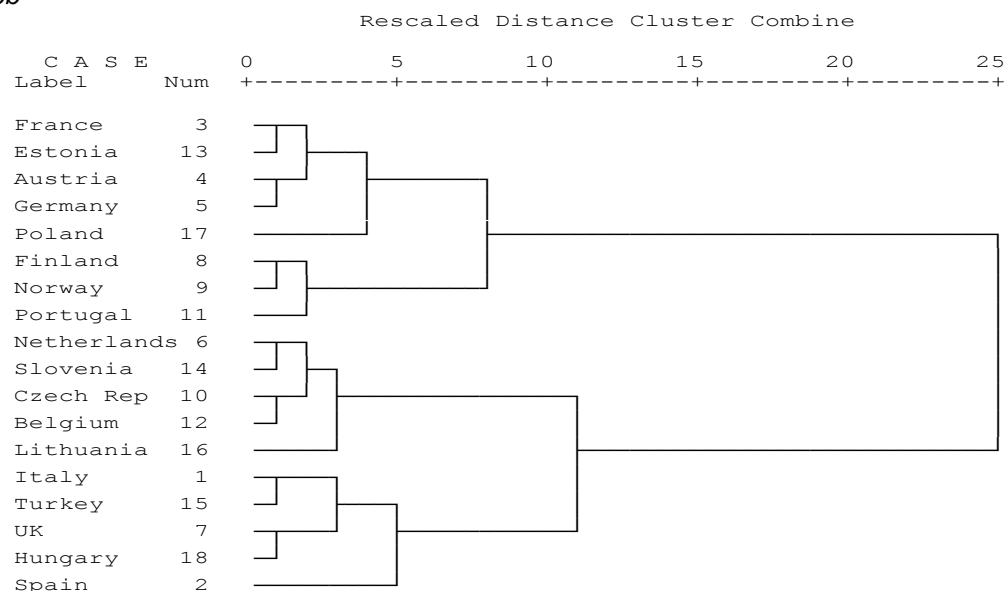 Rescaled Distance Cluster Combine
C A S E 0 5 10 15 20 25
Label Num
France 3
Estonia 13
Austria 4
Germany 5
Poland 17
Finland 8
Norway 9
Portugal 11
Netherlands 6
Slovenia 14
Czech Rep 10
Belgium 12
Lithuania 16
Italy 1
Turkey 15
UK 7
Hungary 18
Spain 2